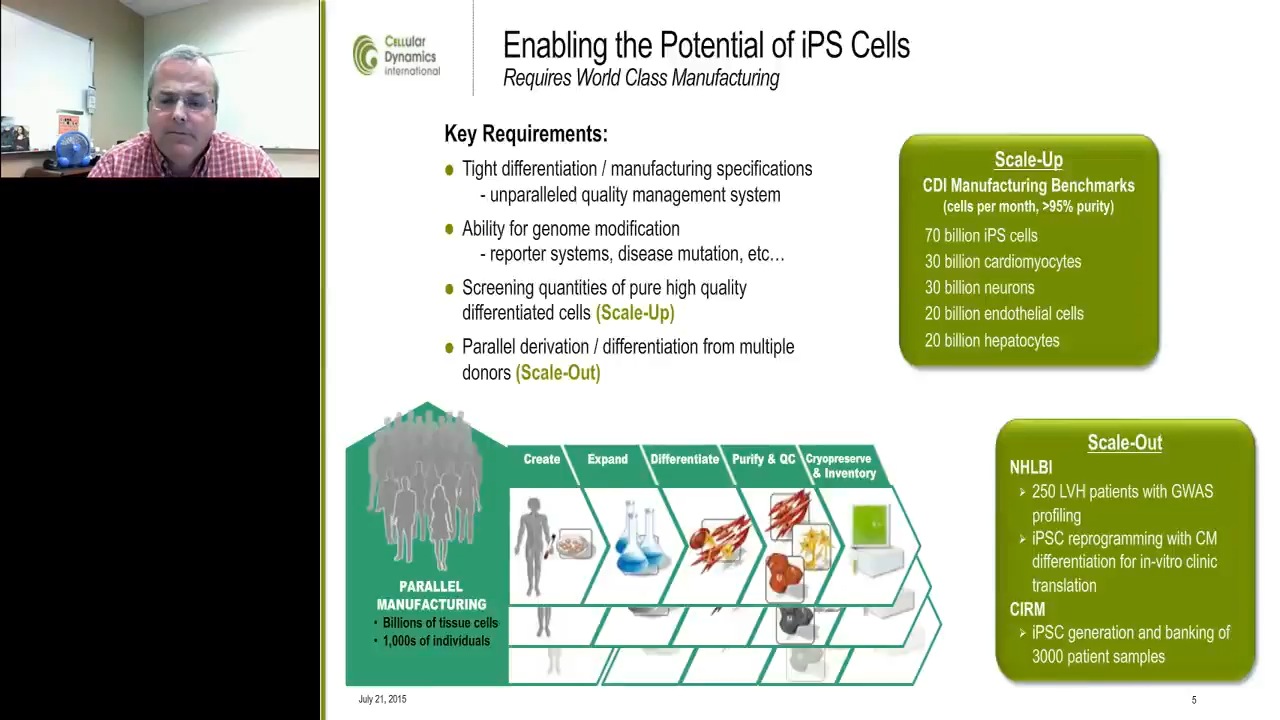 Cellular
Dynamics
international
Enabling the Potential of iPS Cells
Requires World Class Manufacturing
Key Requirements:
Tight differentiation / manufacturing specifications
- unparalleled quality management system
Ability for genome modification
- reporter systems, disease mutation, etc…
Screening quantities of pure high quality
differentiated cells (Scale-Up)
Parallel derivation / differentiation from multiple
donors (Scale-Out)
Scale-Up
CDI Manufacturing Benchmarks
(cells per month, >95% purity)
70 billion iPS cells
30 billion cardiomyocytes
30 billion neurons
20 billion endothelial cells
20 billion hepatocytes
PARALLEL
MANUFACTURING
• Billions of tissue cells
• 1,000s of individuals
Create
Expand
Differentiate
Purify & QC
Cryopreserve
& Inventory
Scale-Out
NHLBI
250 LVH patients with GWAS
profiling
iPSC reprogramming with CM
differentiation for in-vitro clinic
translation
CIRM
iPSC generation and banking of
3000 patient samples
July 21, 2015
5